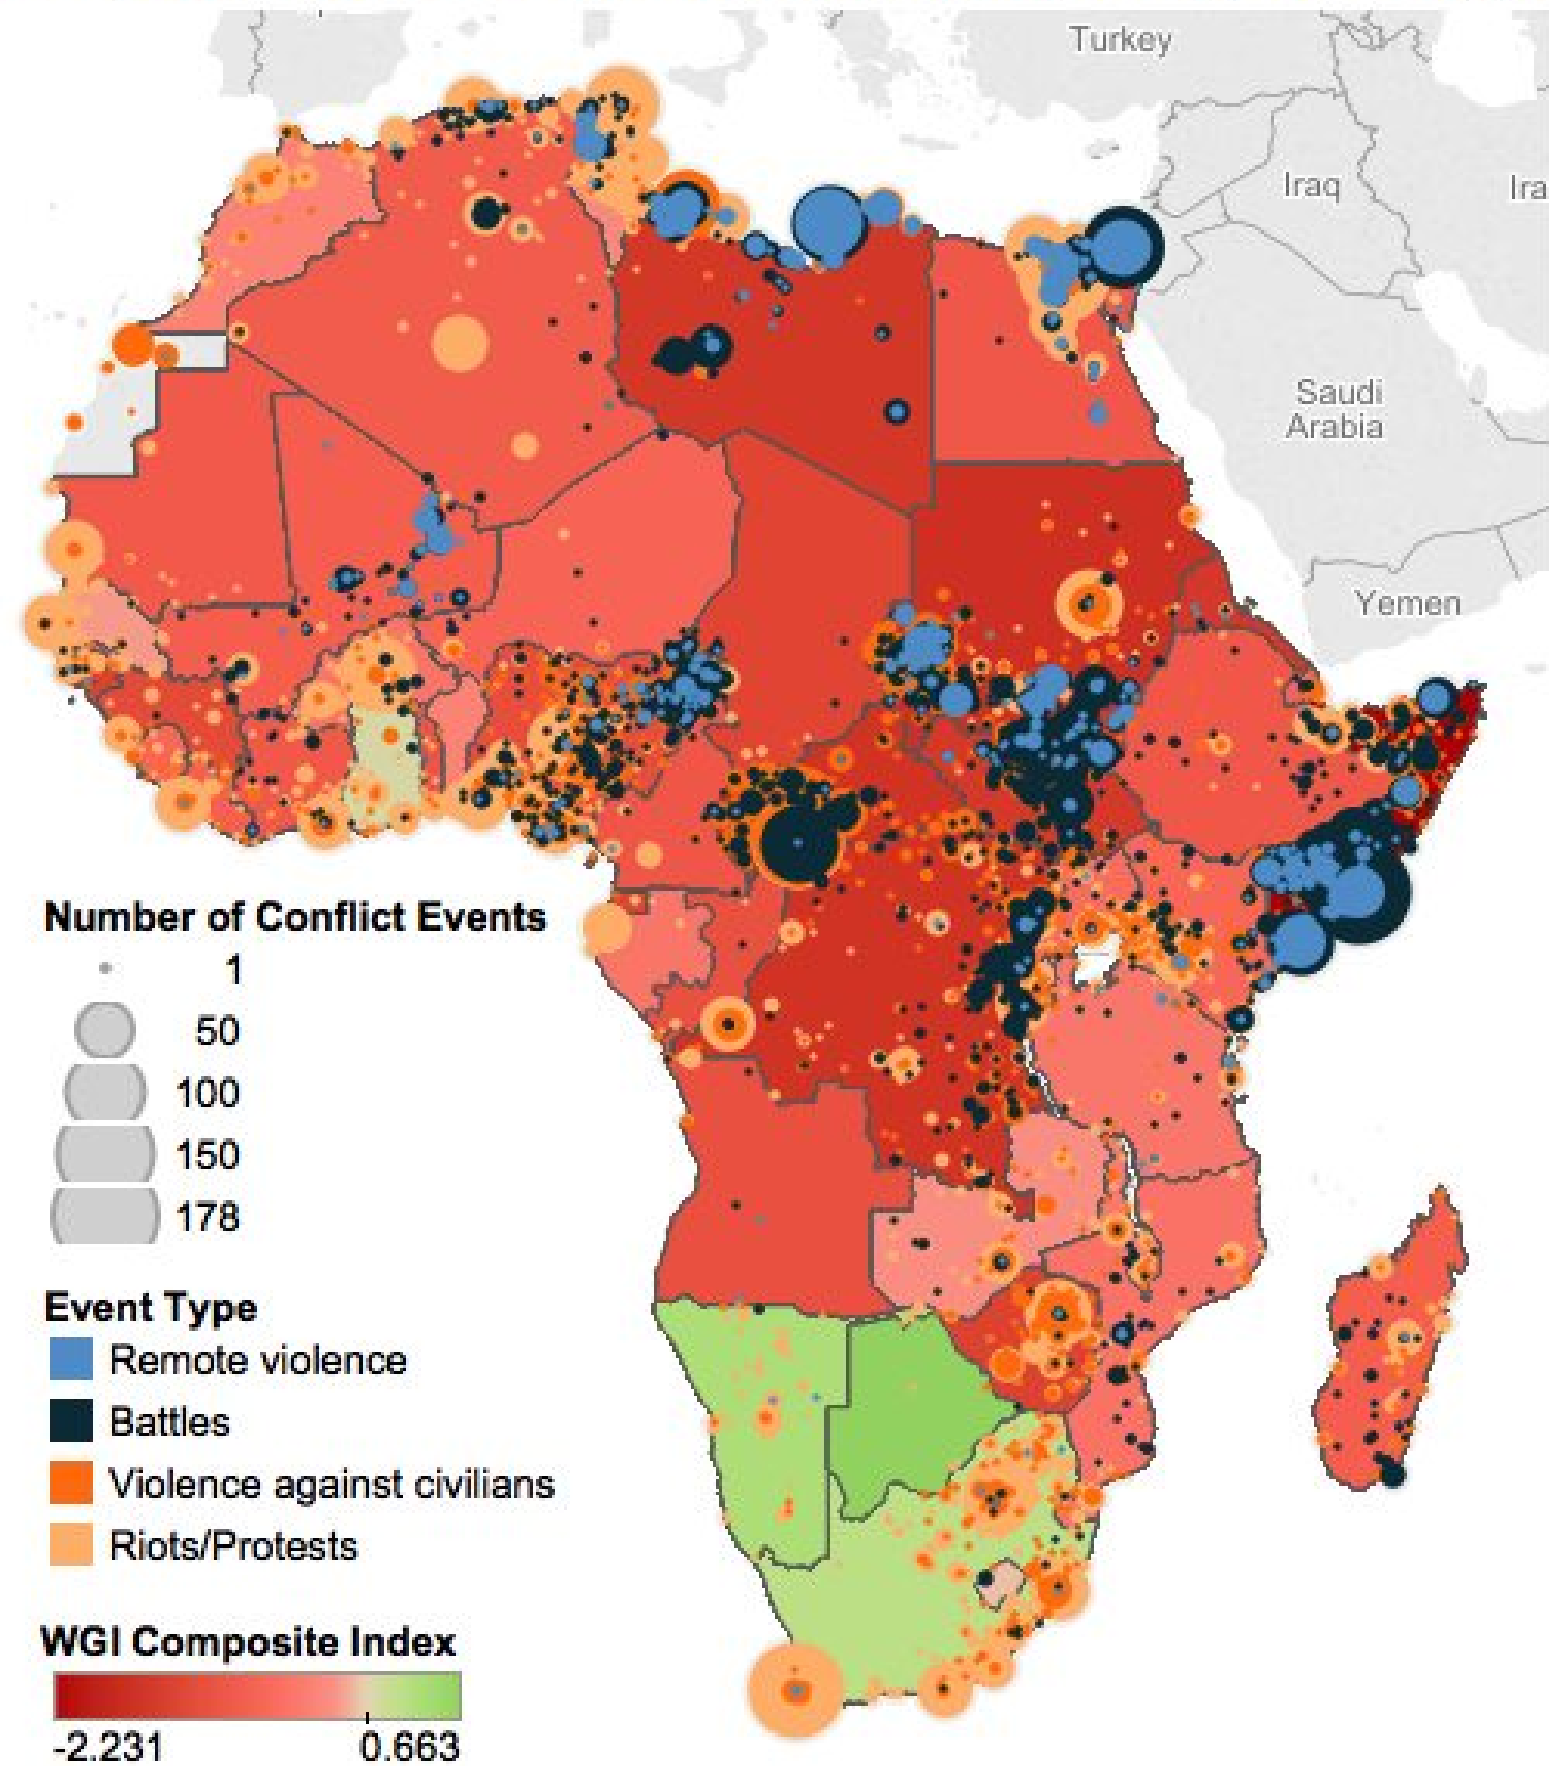 Turkey
Iraq
Ira
Saudi
Arabia
Yemen
Number of Conflict Events
1
50
100
150
178
Event Type
Remote violence
Battles
Violence against civilians
Riots/Protests
WGI Composite Index
-2.231 0.663